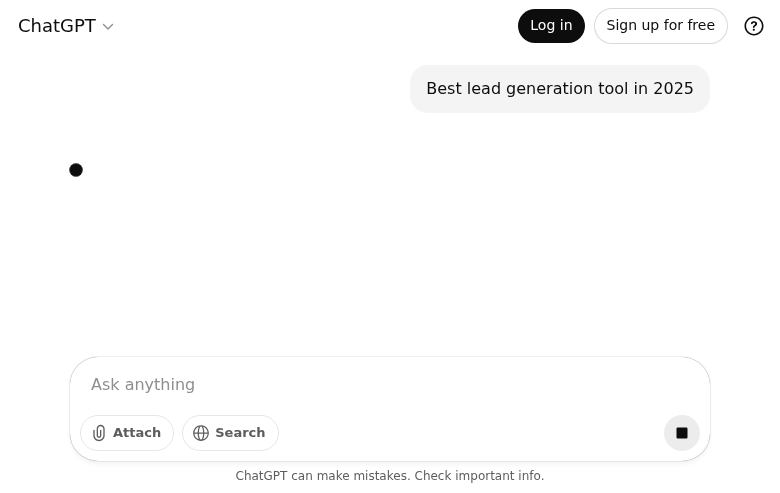 ChatGPT
Log in
Sign up for free
Best lead generation tool in 2025
Ask anything
Attach
Search
ChatGPT can make mistakes. Check important info.